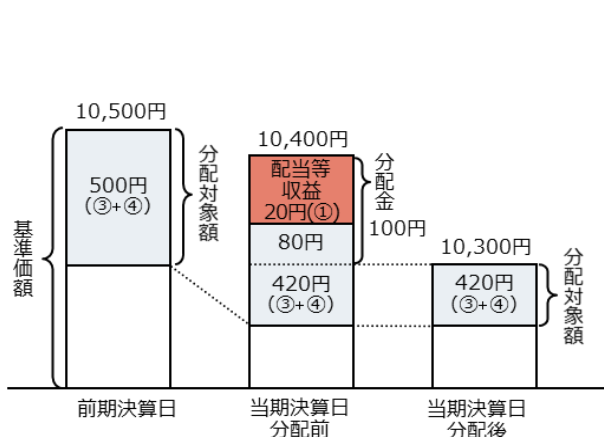 10,500円
500円
(③+④)
分配対象額
基準価額
10,400円
配当等
収益
20円(①)
80円
420円
(③+④)
分配金
100円
10,300円
420円
(③+④)
分配対象額
前期決算日
当期決算日
分配前
当期決算日
分配後